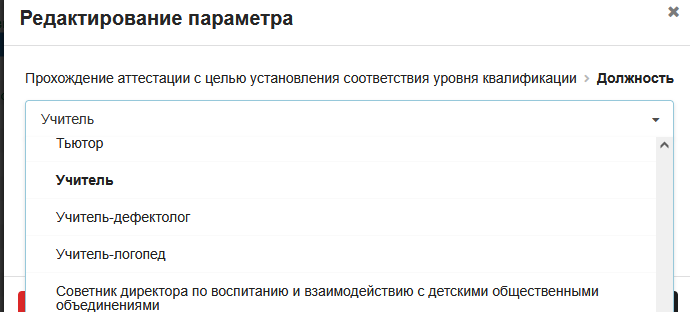 Редактирование параметра
Прохождение аттестации с целью установления соответствия уровня квалификации > Должность
Учитель
Тьютор
Учитель
Учитель-дефектолог
Учитель-логопед
Советник директора по воспитанию и взаимодействию с детскими общественными
объединениями